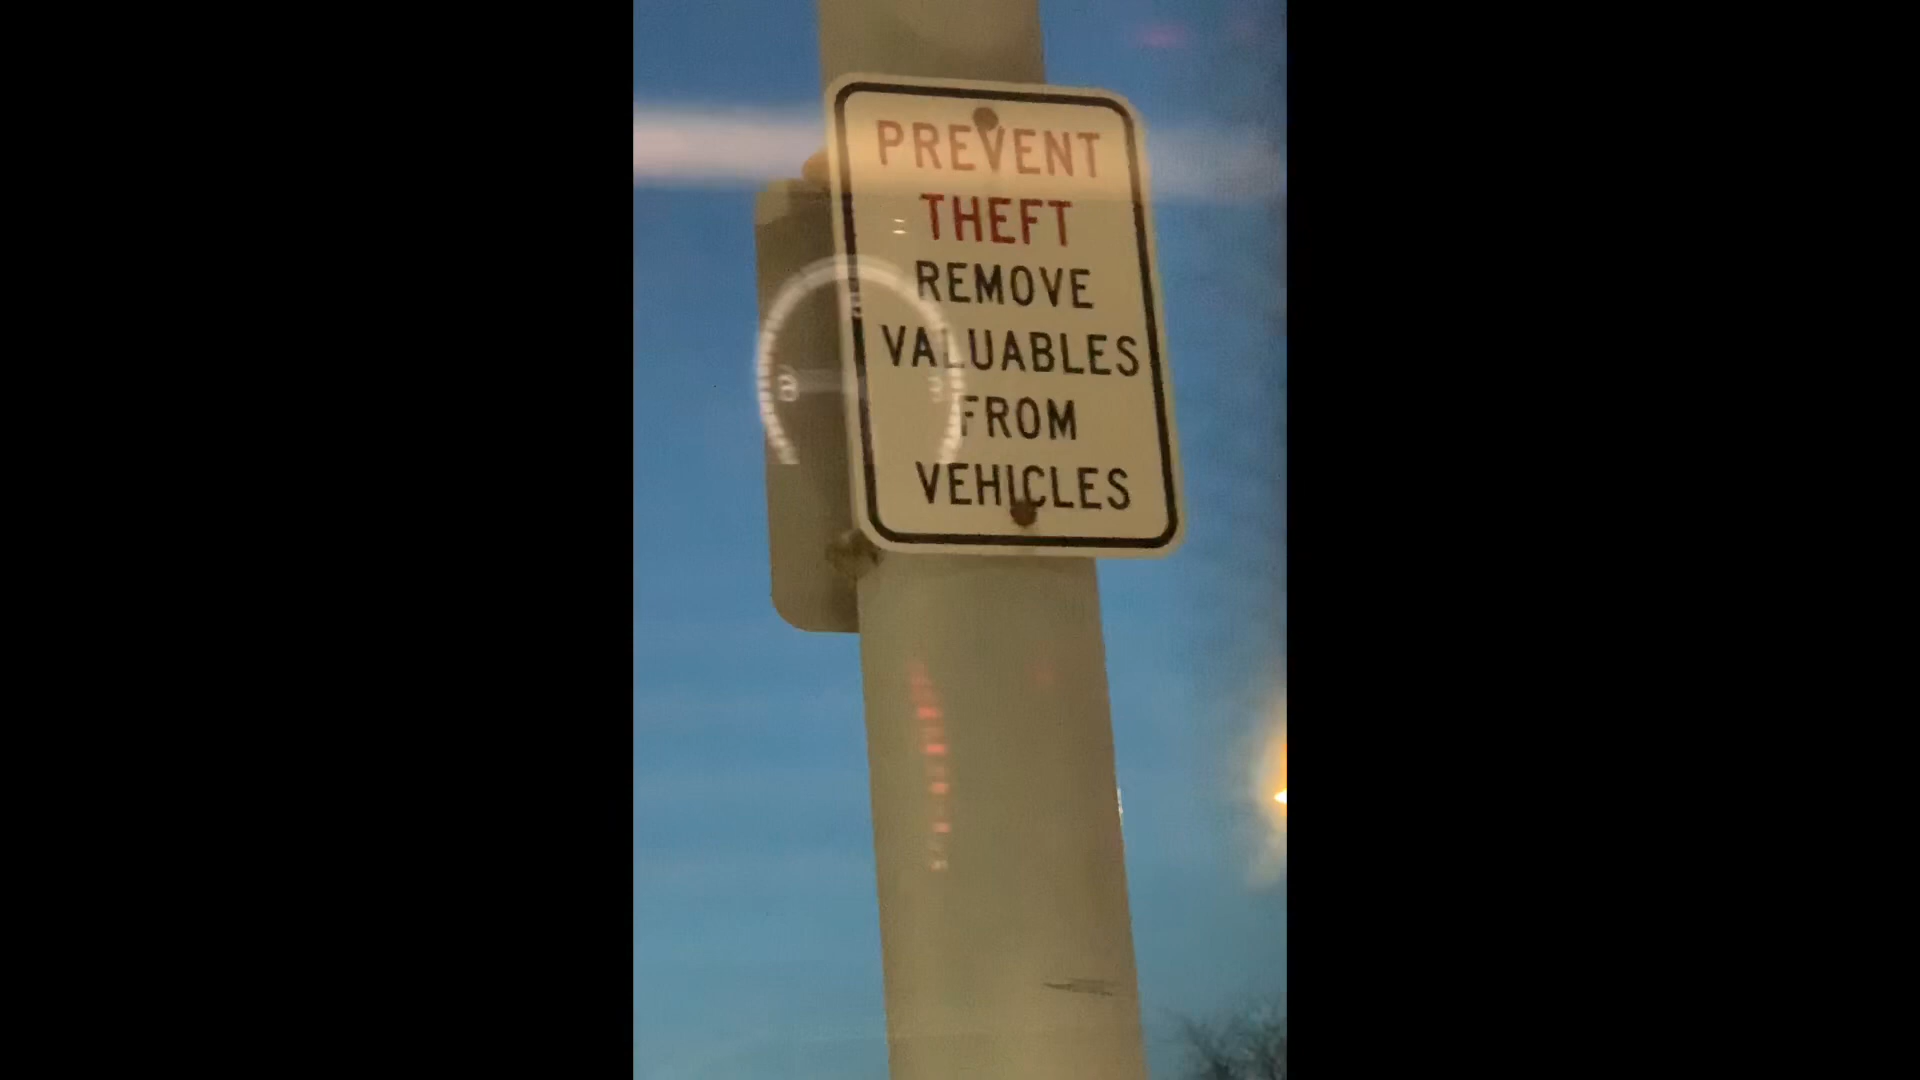 PREVENT
THEFT
REMOVE
VALUABLES
FROM
VEHICLES